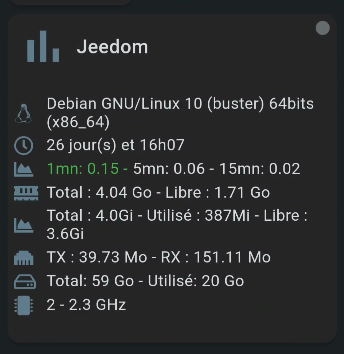 Jeedom
Debian GNU/Linux 10 (buster) 64bits
(x86_64)
26 jour(s) et 16h07
1mn: 0.15 - 5mn: 0.06 - 15mn: 0.02
Total : 4.04 Go - Libre : 1.71 Go
Total : 4.0Gi - Utilisé : 387Mi - Libre :
3.6Gi
TX : 39.73 Mo - RX : 151.11 Mo
Total: 59 Go - Utilisé: 20 Go
2 - 2.3 GHz